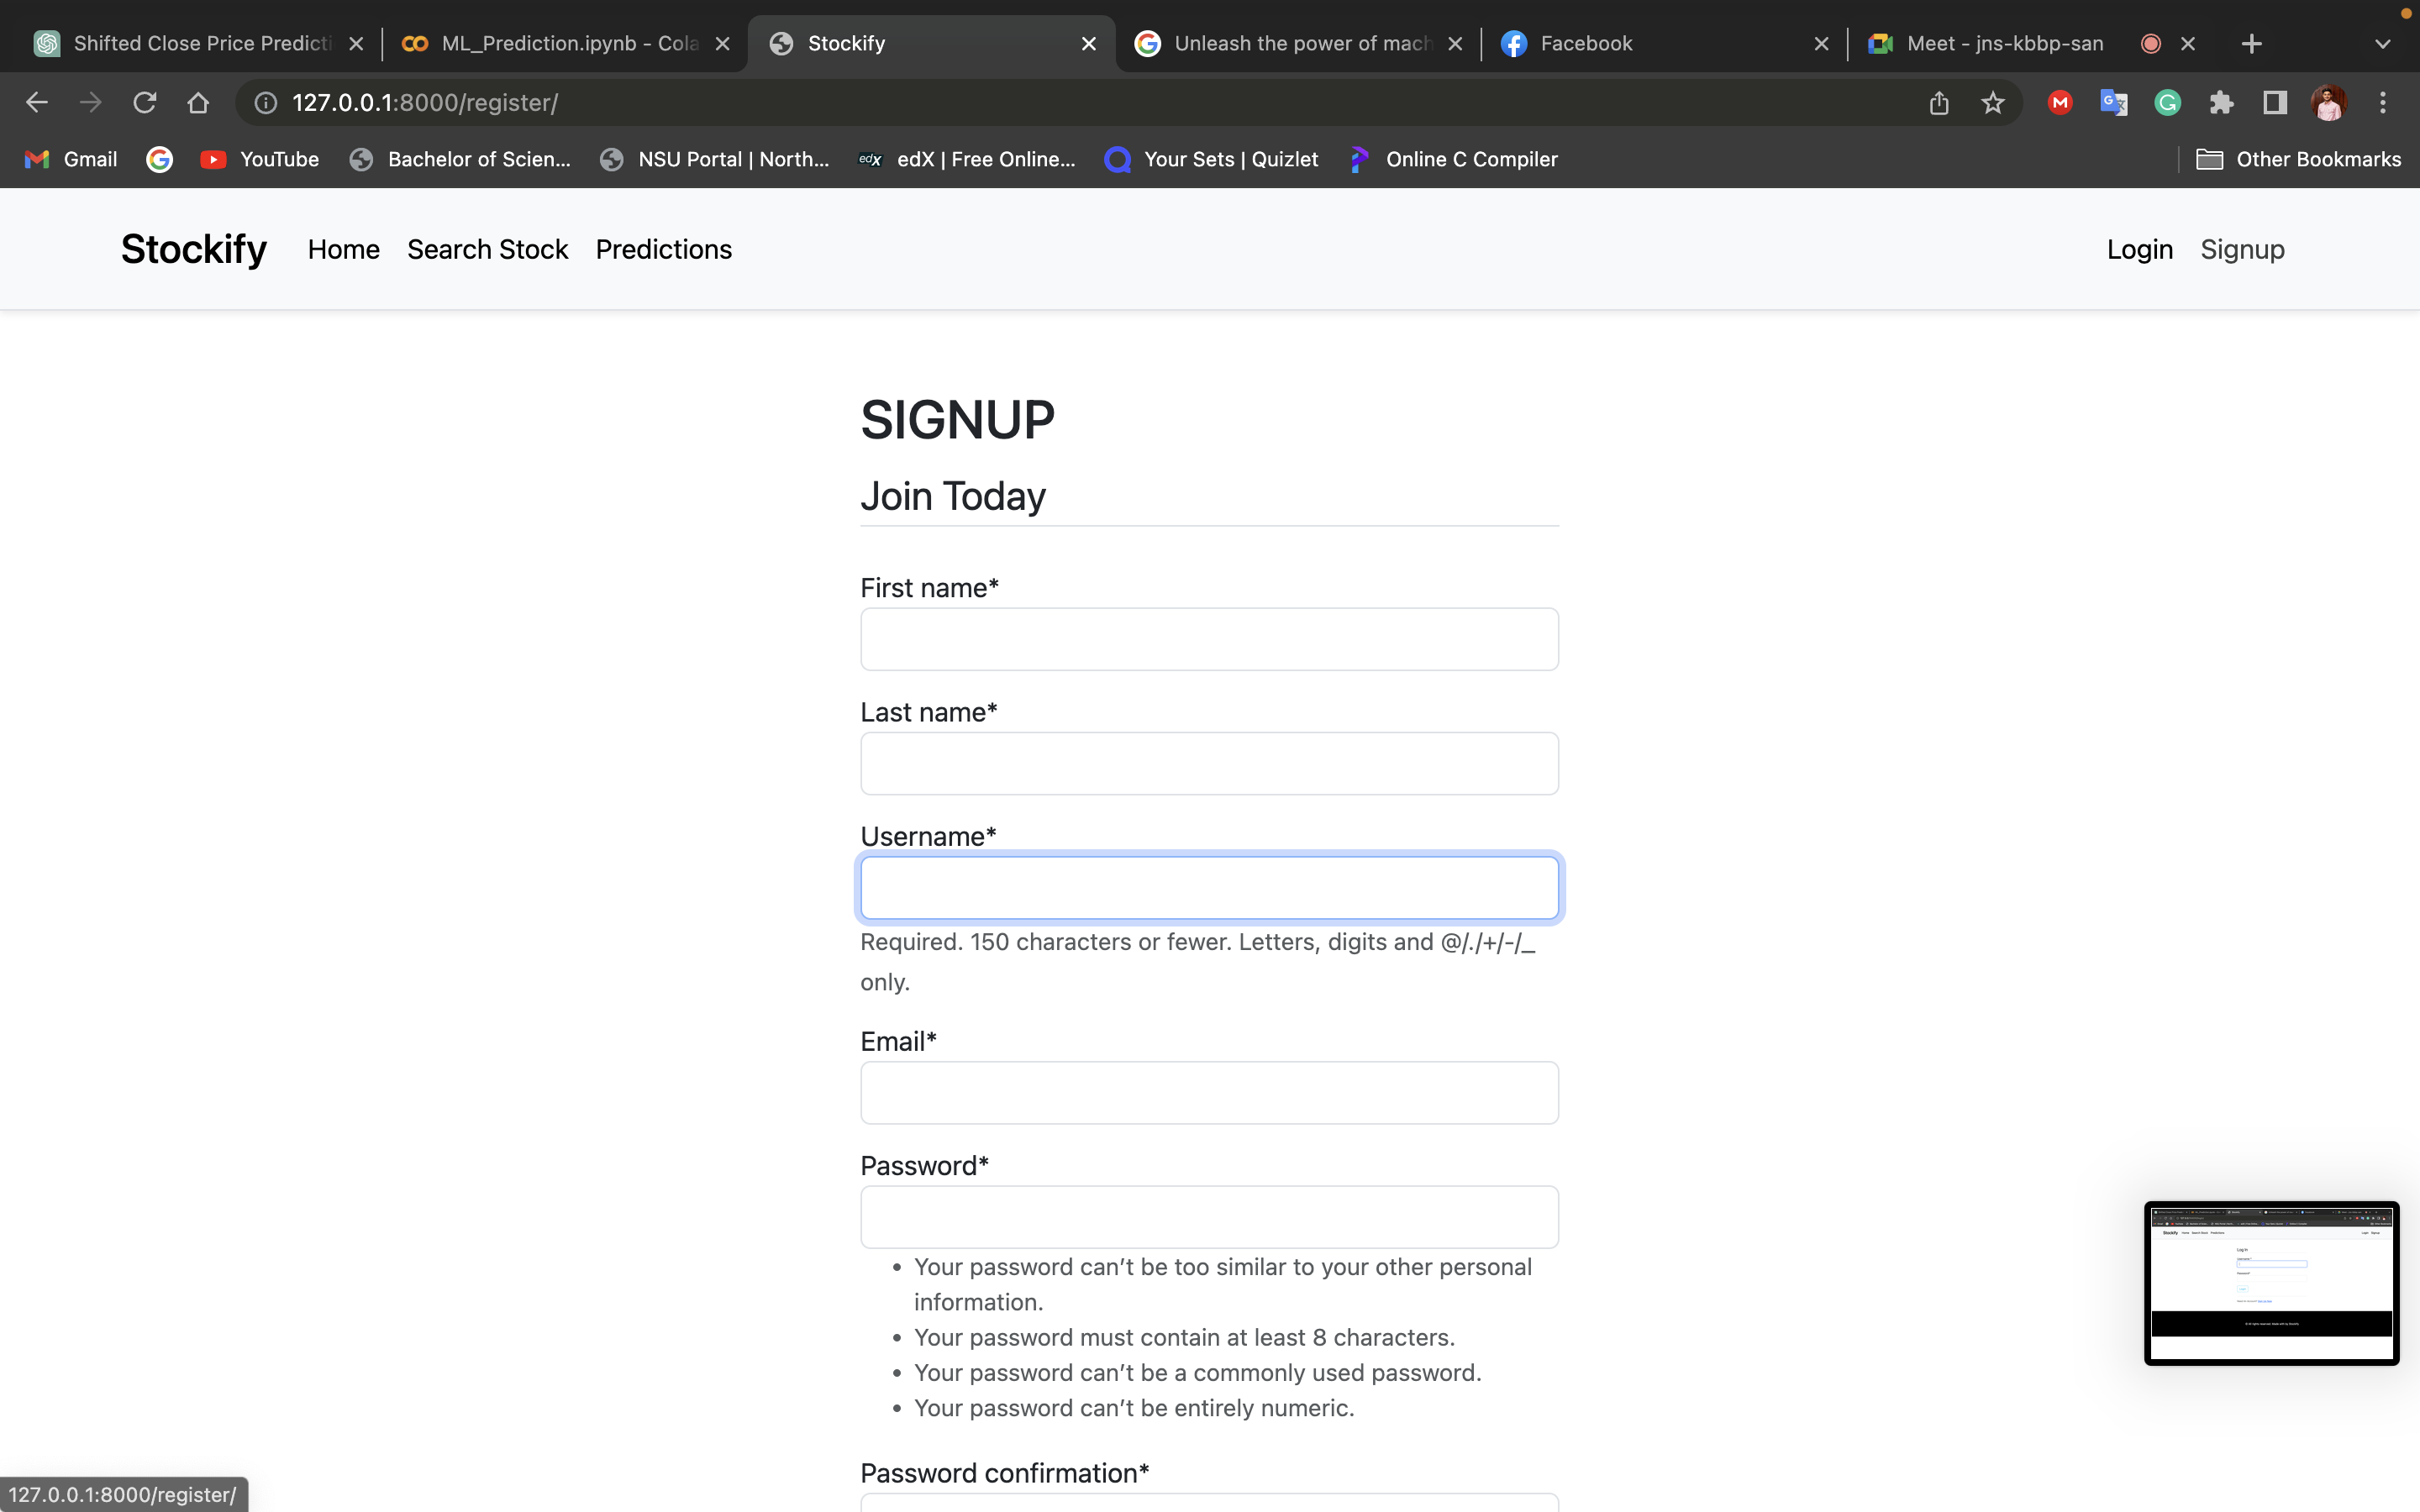 Shifted Close Price Predicti
ML_Prediction.ipynb - Cola
Stockify
Unleash the power of mach
Facebook
Meet - jns-kbbp-san
127.0.0.1:8000/register/
Gmail
YouTube
Bachelor of Scien...
NSU Portal | North...
edX | Free Online...
Your Sets | Quizlet
Online C Compiler
Other Bookmarks
Stockify
Home
Search Stock
Predictions
Login
Signup
SIGNUP
Join Today
First name*
Last name*
Username*
Required. 150 characters or fewer. Letters, digits and @/./+/-/_
only.
Email*
Password*
• Your password can’t be too similar to your other personal
information.
• Your password must contain at least 8 characters.
• Your password can’t be a commonly used password.
• Your password can’t be entirely numeric.
Password confirmation*
127.0.0.1:8000/register/